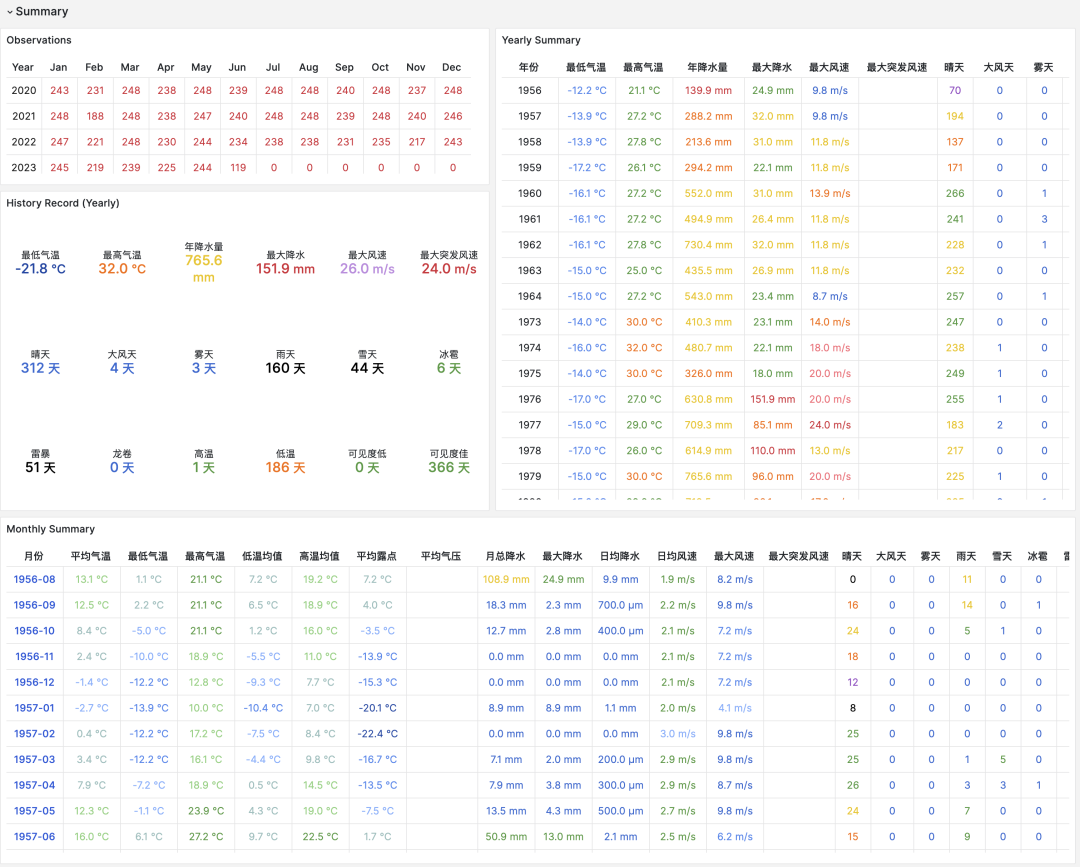 Summary
Observations
Year Jan Feb Mar Apr May Jun Jul Aug Sep Oct Nov Dec
2020 243 231 248 238 248 239 248 248 240 248 237 248
2021 248 188 248 238 247 240 248 248 239 248 240 246
2022 247 221 248 230 244 234 238 238 231 235 217 243
2023 245 219 239 225 244 119 0 0 0 0 0 0
History Record (Yearly)
最低气温 最高气温 年降水量 最大降水 最大风速 最大突发风速
-21.8 °C 32.0 °C 765.6 mm 151.9 mm 26.0 m/s 24.0 m/s
晴天 大风天 雾天 雨天 雪天 冰雹
312 天 4 天 3 天 160 天 44 天 6 天
雷暴 龙卷 高温 低温 可见度低 可见度佳
51 天 0 天 1 天 186 天 0 天 366 天
Yearly Summary
年份 最低气温 最高气温 年降水量 最大降水 最大风速 最大突发风速 晴天 大风天 雾天
1956 -12.2 °C 21.1 °C 139.9 mm 24.9 mm 9.8 m/s 70 0 0
1957 -13.9 °C 27.2 °C 288.2 mm 32.0 mm 9.8 m/s 194 0 0
1958 -13.9 °C 27.8 °C 213.6 mm 31.0 mm 11.8 m/s 137 0 0
1959 -17.2 °C 26.1 °C 294.2 mm 22.1 mm 11.8 m/s 171 0 0
1960 -16.1 °C 27.2 °C 552.0 mm 31.0 mm 13.9 m/s 266 0 1
1961 -16.1 °C 27.2 °C 494.9 mm 26.4 mm 11.8 m/s 241 0 3
1962 -16.1 °C 27.8 °C 730.4 mm 32.0 mm 11.8 m/s 228 0 1
1963 -15.0 °C 25.0 °C 435.5 mm 26.9 mm 11.8 m/s 232 0 0
1964 -15.0 °C 27.2 °C 543.0 mm 23.4 mm 8.7 m/s 257 0 1
1973 -14.0 °C 30.0 °C 410.3 mm 23.1 mm 14.0 m/s 247 0 0
1974 -16.0 °C 32.0 °C 480.7 mm 22.1 mm 18.0 m/s 238 1 0
1975 -14.0 °C 30.0 °C 326.0 mm 18.0 mm 20.0 m/s 249 1 0
1976 -17.0 °C 27.0 °C 630.8 mm 151.9 mm 20.0 m/s 255 1 0
1977 -15.0 °C 29.0 °C 709.3 mm 85.1 mm 24.0 m/s 183 2 0
1978 -17.0 °C 26.0 °C 614.9 mm 110.0 mm 13.0 m/s 217 0 0
1979 -15.0 °C 30.0 °C 765.6 mm 96.0 mm 20.0 m/s 225 1 0
Monthly Summary
月份 平均气温 最低气温 最高气温 低温均值 高温均值 平均露点 平均气压 月总降水 最大降水 日均降水 日均风速 最大风速 最大突发风速 晴天 大风天 雾天 雨天 雪天 冰雹
1956-08 13.1 °C 1.1 °C 21.1 °C 7.2 °C 19.2 °C 7.2 °C 108.9 mm 24.9 mm 9.9 mm 1.9 m/s 8.2 m/s 0 0 0 11 0 0
1956-09 12.5 °C 2.2 °C 21.1 °C 6.5 °C 18.9 °C 4.0 °C 18.3 mm 2.3 mm 700.0 µm 2.2 m/s 9.8 m/s 16 0 0 14 0 1
1956-10 8.4 °C -5.0 °C 21.1 °C 1.2 °C 16.0 °C -3.5 °C 12.7 mm 2.8 mm 400.0 µm 2.1 m/s 7.2 m/s 24 0 0 5 1 0
1956-11 2.4 °C -10.0 °C 18.9 °C -5.5 °C 11.0 °C -13.9 °C 0.0 mm 0.0 mm 0.0 mm 2.1 m/s 7.2 m/s 18 0 0 0 0 0
1956-12 -1.4 °C -12.2 °C 12.8 °C -9.3 °C 7.7 °C -15.3 °C 0.0 mm 0.0 mm 0.0 mm 2.1 m/s 7.2 m/s 12 0 0 0 0 0
1957-01 -2.7 °C -13.9 °C 10.0 °C -10.4 °C 7.0 °C -20.1 °C 8.9 mm 8.9 mm 1.1 mm 2.0 m/s 4.1 m/s 8 0 0 0 0 0
1957-02 0.4 °C -12.2 °C 17.2 °C -7.5 °C 8.4 °C -22.4 °C 0.0 mm 0.0 mm 0.0 mm 3.0 m/s 9.8 m/s 25 0 0 0 0 0
1957-03 3.4 °C -12.2 °C 16.1 °C -4.4 °C 9.8 °C -16.7 °C 7.1 mm 2.0 mm 200.0 µm 2.9 m/s 9.8 m/s 25 0 0 1 5 0
1957-04 7.9 °C -7.2 °C 18.9 °C 0.5 °C 14.5 °C -13.5 °C 7.9 mm 3.8 mm 300.0 µm 2.9 m/s 8.7 m/s 26 0 0 3 3 1
1957-05 12.3 °C -1.1 °C 23.9 °C 4.3 °C 19.0 °C -7.5 °C 13.5 mm 4.3 mm 500.0 µm 2.7 m/s 9.8 m/s 24 0 0 7 0 0
1957-06 16.0 °C 6.1 °C 27.2 °C 9.7 °C 22.5 °C 1.7 °C 50.9 mm 13.0 mm 2.1 mm 2.5 m/s 6.2 m/s 15 0 0 9 0 0